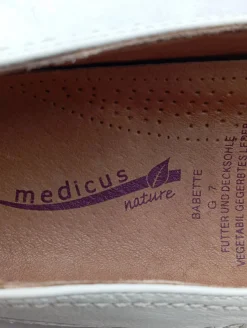 medicus
nature
BABETTE
G 7
FUTTER UND DECKSOHLE
VEGETABIL GEGERBTES LEDER